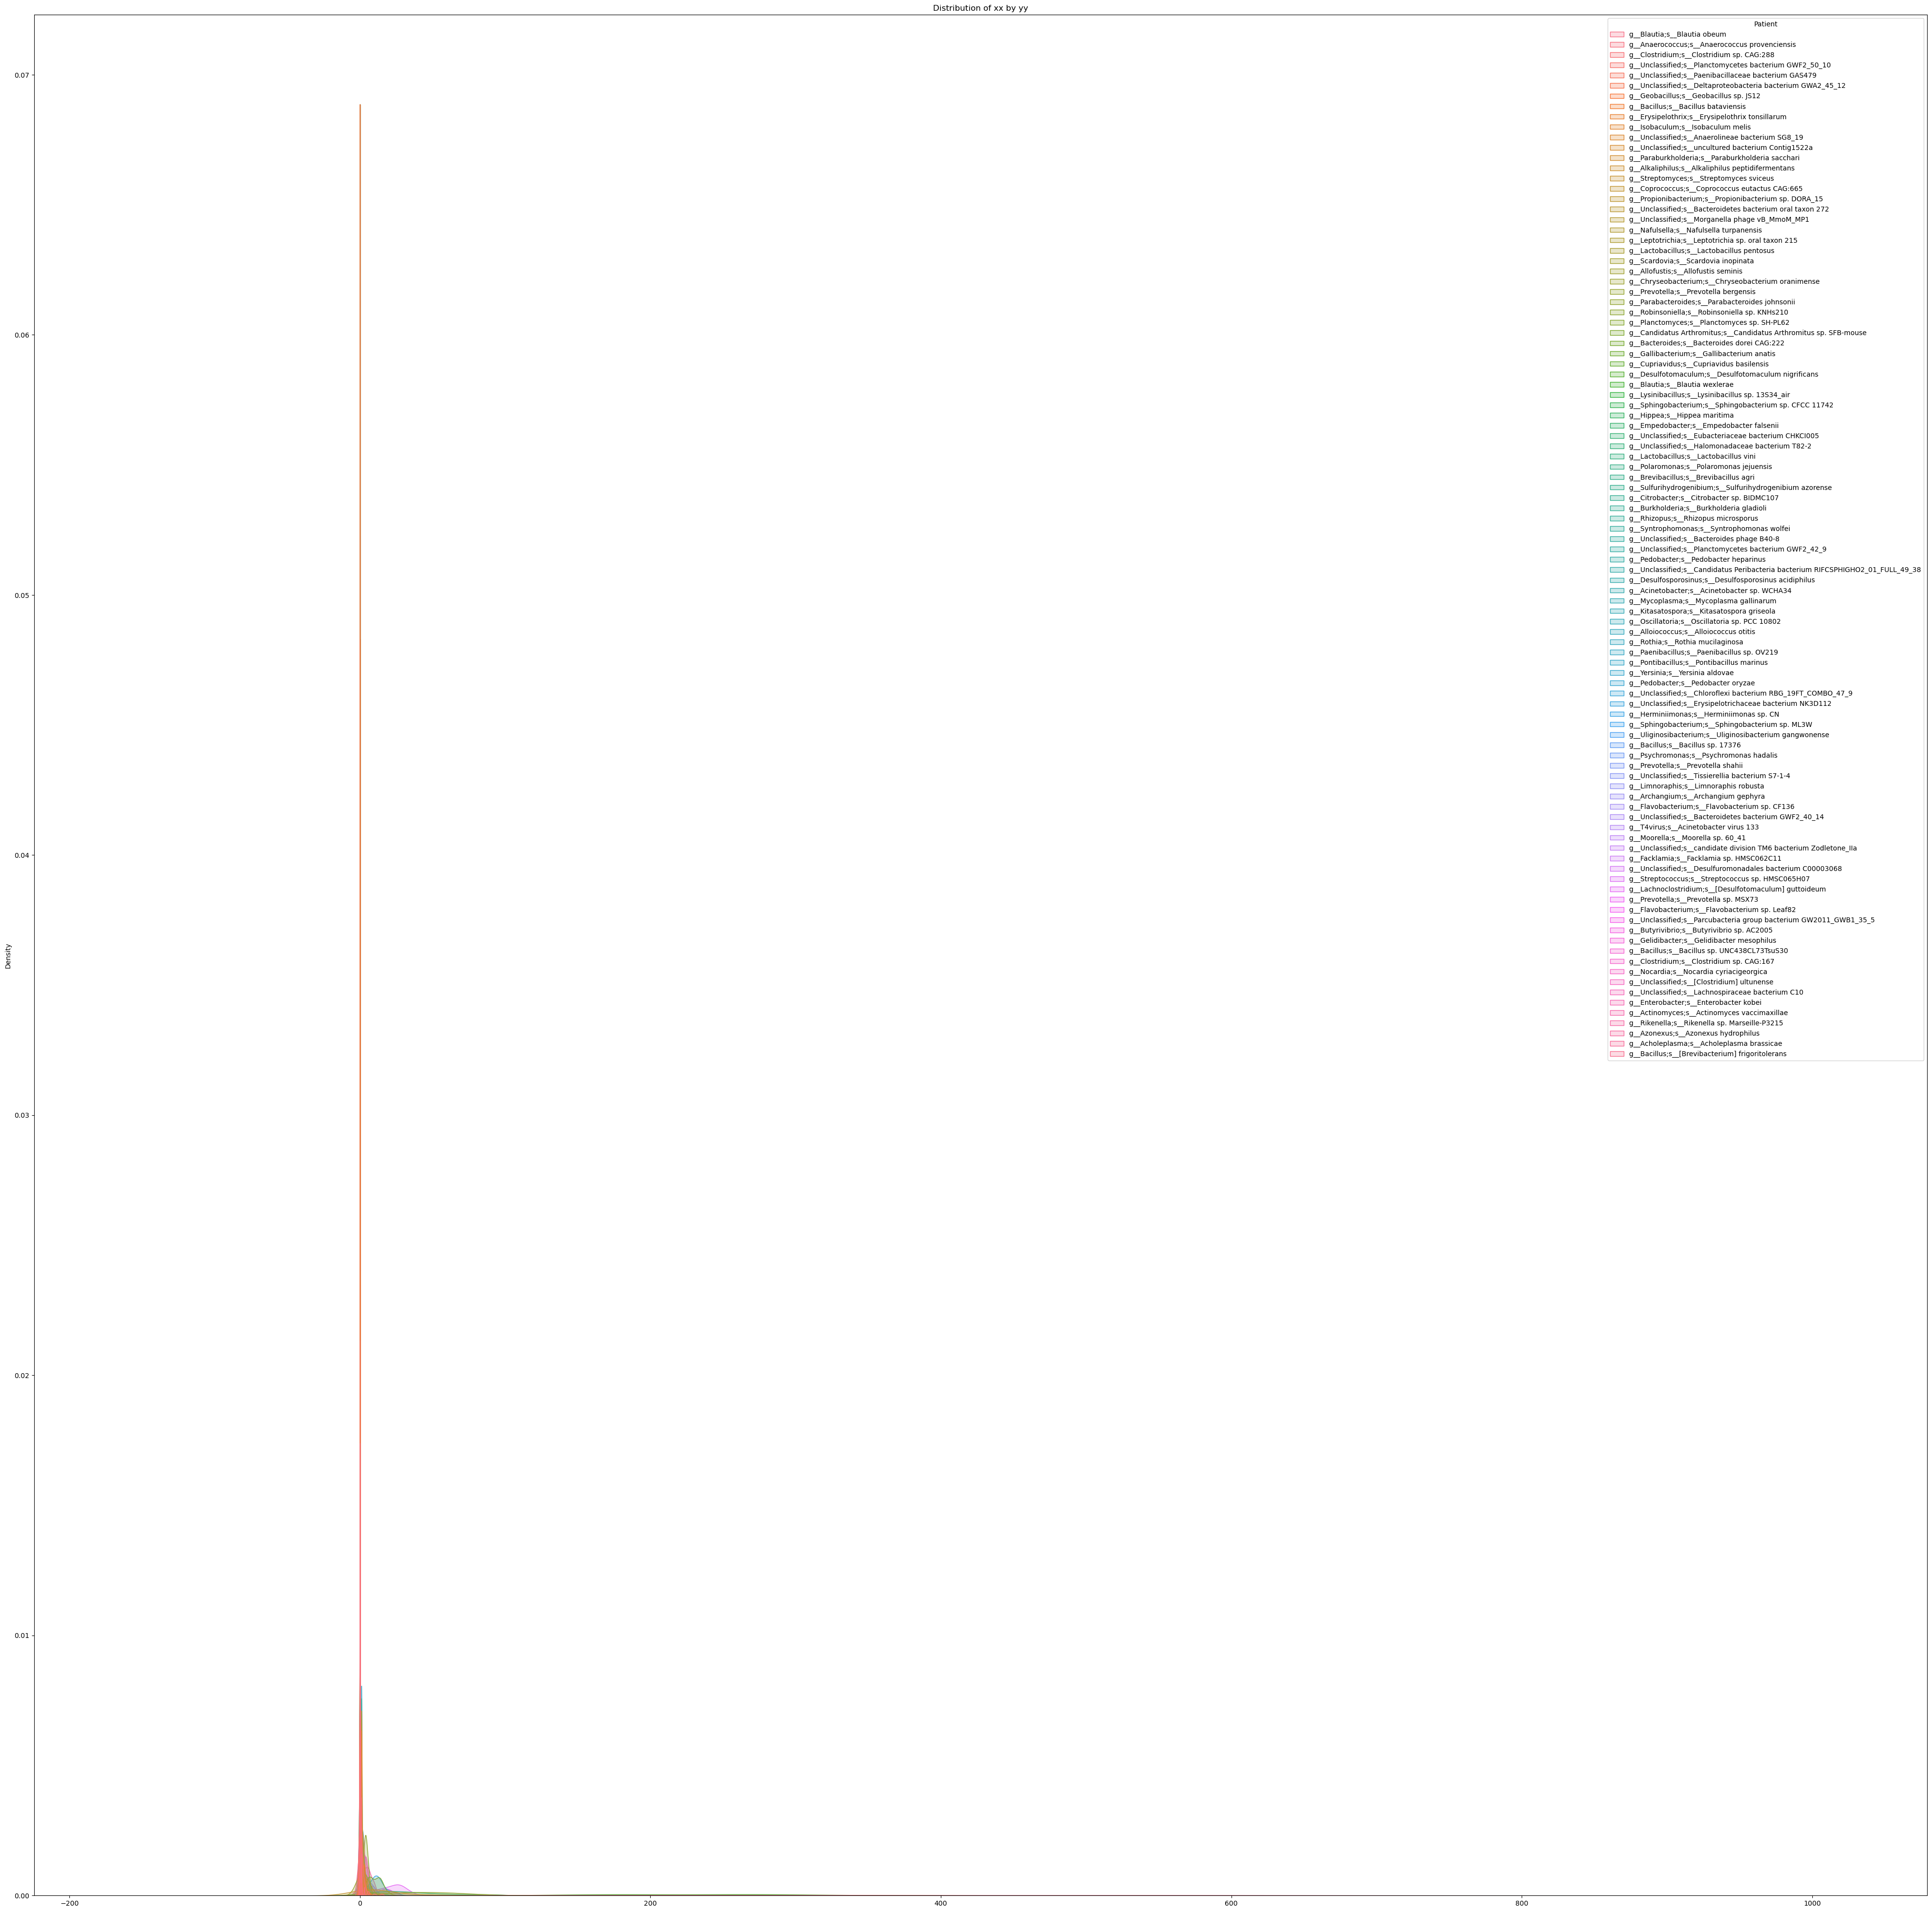 Distribution of xx by yy
Patient
g__Blautia;s__Blautia obeum
g__Anaerococcus;s__Anaerococcus provenciensis
g__Clostridium;s__Clostridium sp. CAG:288
g__Unclassified;s__Planctomycetes bacterium GWF2_50_10
g__Unclassified;s__Paenibacillaceae bacterium GAS479
g__Unclassified;s__Deltaproteobacteria bacterium GWA2_45_12
g__Geobacillus;s__Geobacillus sp. JS12
g__Bacillus;s__Bacillus bataviensis
g__Erysipelothrix;s__Erysipelothrix tonsillarum
g__Isobaculum;s__Isobaculum melis
g__Unclassified;s__Anaerolineae bacterium SG8_19
g__Unclassified;s__uncultured bacterium Contig1522a
g__Paraburkholderia;s__Paraburkholderia sacchari
g__Alkaliphilus;s__Alkaliphilus peptidifermentans
g__Streptomyces;s__Streptomyces sviceus
g__Coprococcus;s__Coprococcus eutactus CAG:665
g__Propionibacterium;s__Propionibacterium sp. DORA_15
g__Unclassified;s__Bacteroidetes bacterium oral taxon 272
g__Unclassified;s__Morganella phage vB_MmoM_MP1
g__Nafulsella;s__Nafulsella turpanensis
g__Leptotrichia;s__Leptotrichia sp. oral taxon 215
g__Lactobacillus;s__Lactobacillus pentosus
g__Scardovia;s__Scardovia inopinata
g__Allofustis;s__Allofustis seminis
g__Chryseobacterium;s__Chryseobacterium oranimense
g__Prevotella;s__Prevotella bergensis
g__Parabacteroides;s__Parabacteroides johnsonii
g__Robinsoniella;s__Robinsoniella sp. KNHs210
g__Planctomyces;s__Planctomyces sp. SH-PL62
g__Candidatus Arthromitus;s__Candidatus Arthromitus sp. SFB-mouse
g__Bacteroides;s__Bacteroides dorei CAG:222
g__Gallibacterium;s__Gallibacterium anatis
g__Cupriavidus;s__Cupriavidus basilensis
g__Desulfotomaculum;s__Desulfotomaculum nigrificans
g__Blautia;s__Blautia wexlerae
g__Lysinibacillus;s__Lysinibacillus sp. 13S34_air
g__Sphingobacterium;s__Sphingobacterium sp. CFCC 11742
g__Hippea;s__Hippea maritima
g__Empedobacter;s__Empedobacter falsenii
g__Unclassified;s__Eubacteriaceae bacterium CHKCI005
g__Unclassified;s__Halomonadaceae bacterium T82-2
g__Lactobacillus;s__Lactobacillus vini
g__Polaromonas;s__Polaromonas jejuensis
g__Brevibacillus;s__Brevibacillus agri
g__Sulfurihydrogenibium;s__Sulfurihydrogenibium azorense
g__Citrobacter;s__Citrobacter sp. BIDMC107
g__Burkholderia;s__Burkholderia gladioli
g__Rhizopus;s__Rhizopus microsporus
g__Syntrophomonas;s__Syntrophomonas wolfei
g__Unclassified;s__Bacteroides phage B40-8
g__Unclassified;s__Planctomycetes bacterium GWF2_42_9
g__Pedobacter;s__Pedobacter heparinus
g__Unclassified;s__Candidatus Peribacteria bacterium RIFCSPHIGHO2_01_FULL_49_38
g__Desulfosporosinus;s__Desulfosporosinus acidiphilus
g__Acinetobacter;s__Acinetobacter sp. WCHA34
g__Mycoplasma;s__Mycoplasma gallinarum
g__Kitasatospora;s__Kitasatospora griseola
g__Oscillatoria;s__Oscillatoria sp. PCC 10802
g__Alloiococcus;s__Alloiococcus otitis
g__Rothia;s__Rothia mucilaginosa
g__Paenibacillus;s__Paenibacillus sp. OV219
g__Pontibacillus;s__Pontibacillus marinus
g__Yersinia;s__Yersinia aldovae
g__Pedobacter;s__Pedobacter oryzae
g__Unclassified;s__Chloroflexi bacterium RBG_19FT_COMBO_47_9
g__Unclassified;s__Erysipelotrichaceae bacterium NK3D112
g__Herminiimonas;s__Herminiimonas sp. CN
g__Sphingobacterium;s__Sphingobacterium sp. ML3W
g__Uliginosibacterium;s__Uliginosibacterium gangwonense
g__Bacillus;s__Bacillus sp. 17376
g__Psychromonas;s__Psychromonas hadalis
g__Prevotella;s__Prevotella shahii
g__Unclassified;s__Tissierellia bacterium S7-1-4
g__Limnoraphis;s__Limnoraphis robusta
g__Archangium;s__Archangium gephyra
g__Flavobacterium;s__Flavobacterium sp. CF136
g__Unclassified;s__Bacteroidetes bacterium GWF2_40_14
g__T4virus;s__Acinetobacter virus 133
g__Moorella;s__Moorella sp. 60_41
g__Unclassified;s__candidate division TM6 bacterium Zodletone_IIa
g__Facklamia;s__Facklamia sp. HMSC062C11
g__Unclassified;s__Desulfuromonadales bacterium C00003068
g__Streptococcus;s__Streptococcus sp. HMSC065H07
g__Lachnoclostridium;s__[Desulfotomaculum] guttoideum
g__Prevotella;s__Prevotella sp. MSX73
g__Flavobacterium;s__Flavobacterium sp. Leaf82
g__Unclassified;s__Parcubacteria group bacterium GW2011_GWB1_35_5
g__Butyrivibrio;s__Butyrivibrio sp. AC2005
g__Gelidibacter;s__Gelidibacter mesophilus
g__Bacillus;s__Bacillus sp. UNC438CL73TsuS30
g__Clostridium;s__Clostridium sp. CAG:167
g__Nocardia;s__Nocardia cyriacigeorgica
g__Unclassified;s__[Clostridium] ultunense
g__Unclassified;s__Lachnospiraceae bacterium C10
g__Enterobacter;s__Enterobacter kobei
g__Actinomyces;s__Actinomyces vaccimaxillae
g__Rikenella;s__Rikenella sp. Marseille-P3215
g__Azonexus;s__Azonexus hydrophilus
g__Acholeplasma;s__Acholeplasma brassicae
g__Bacillus;s__[Brevibacterium] frigoritolerans
Density
0.07
0.06
0.05
0.04
0.03
0.02
0.01
0.00
−200
0
200
400
600
800
1000